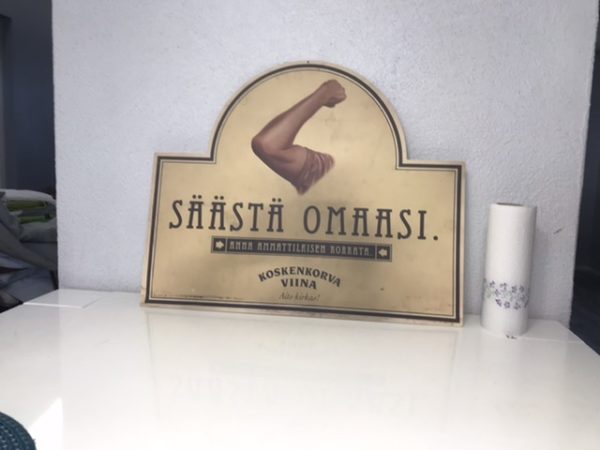 SÄÄSTÄ OMAASI.
ANNA AMMATTILAISEN KORKATA.
KOSKENKORVA
VIINA
Aito kirkas!